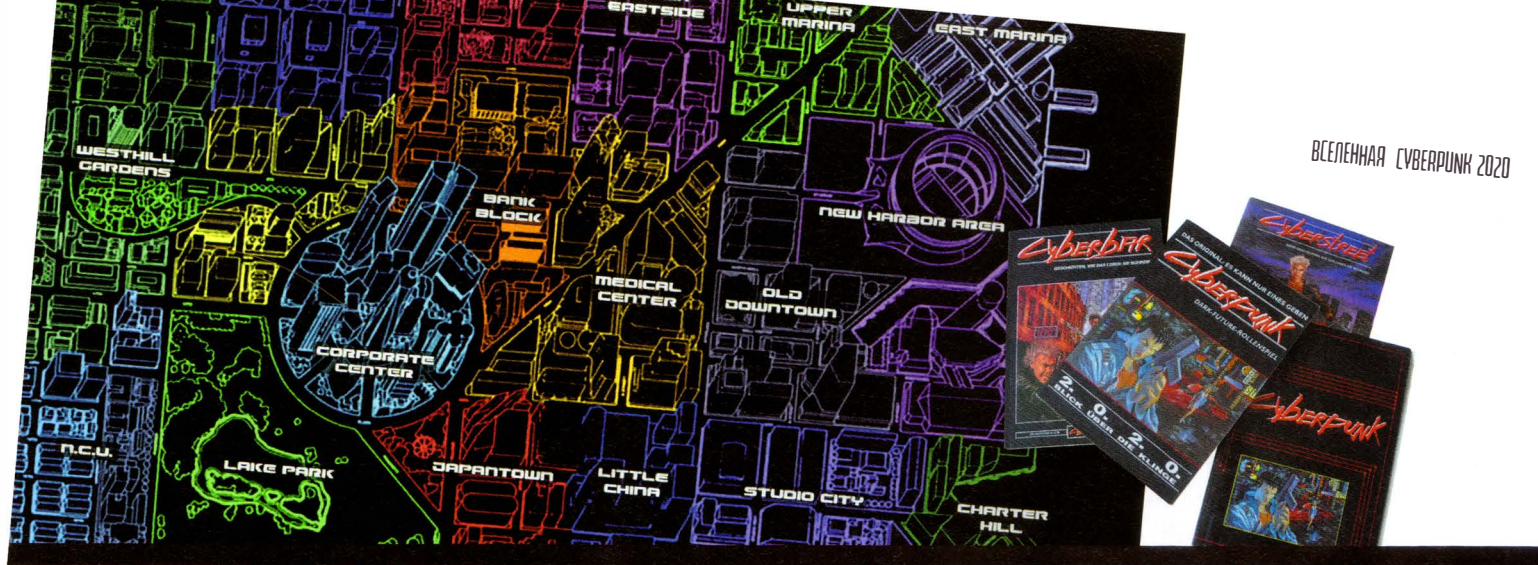 EASTSIDE
UPPER
MARINA
EAST MARINA
WESTHILL
GARDENS
BANK
BLOCK
NEW HARBOR AREA
MEDICAL
CENTER
OLD
DOWNTOWN
CORPORATE
CENTER
N.C.U.
LAKE PARK
JAPANTOWN
LITTLE
CHINA
STUDIO CITY
CHARTER
HILL
ВСЕЛЕННАЯ CYBERPUNK 2020
Cyberbär
Cyberstreet
DAS ORIGINAL. ES KANN NUR EINES GEBEN
Cyberpunk
DARK-FUTURE-ROLLENSPIEL
2. 0. 2. 0.
BLICK ÜBER DIE KLINGE
Cyberpunk